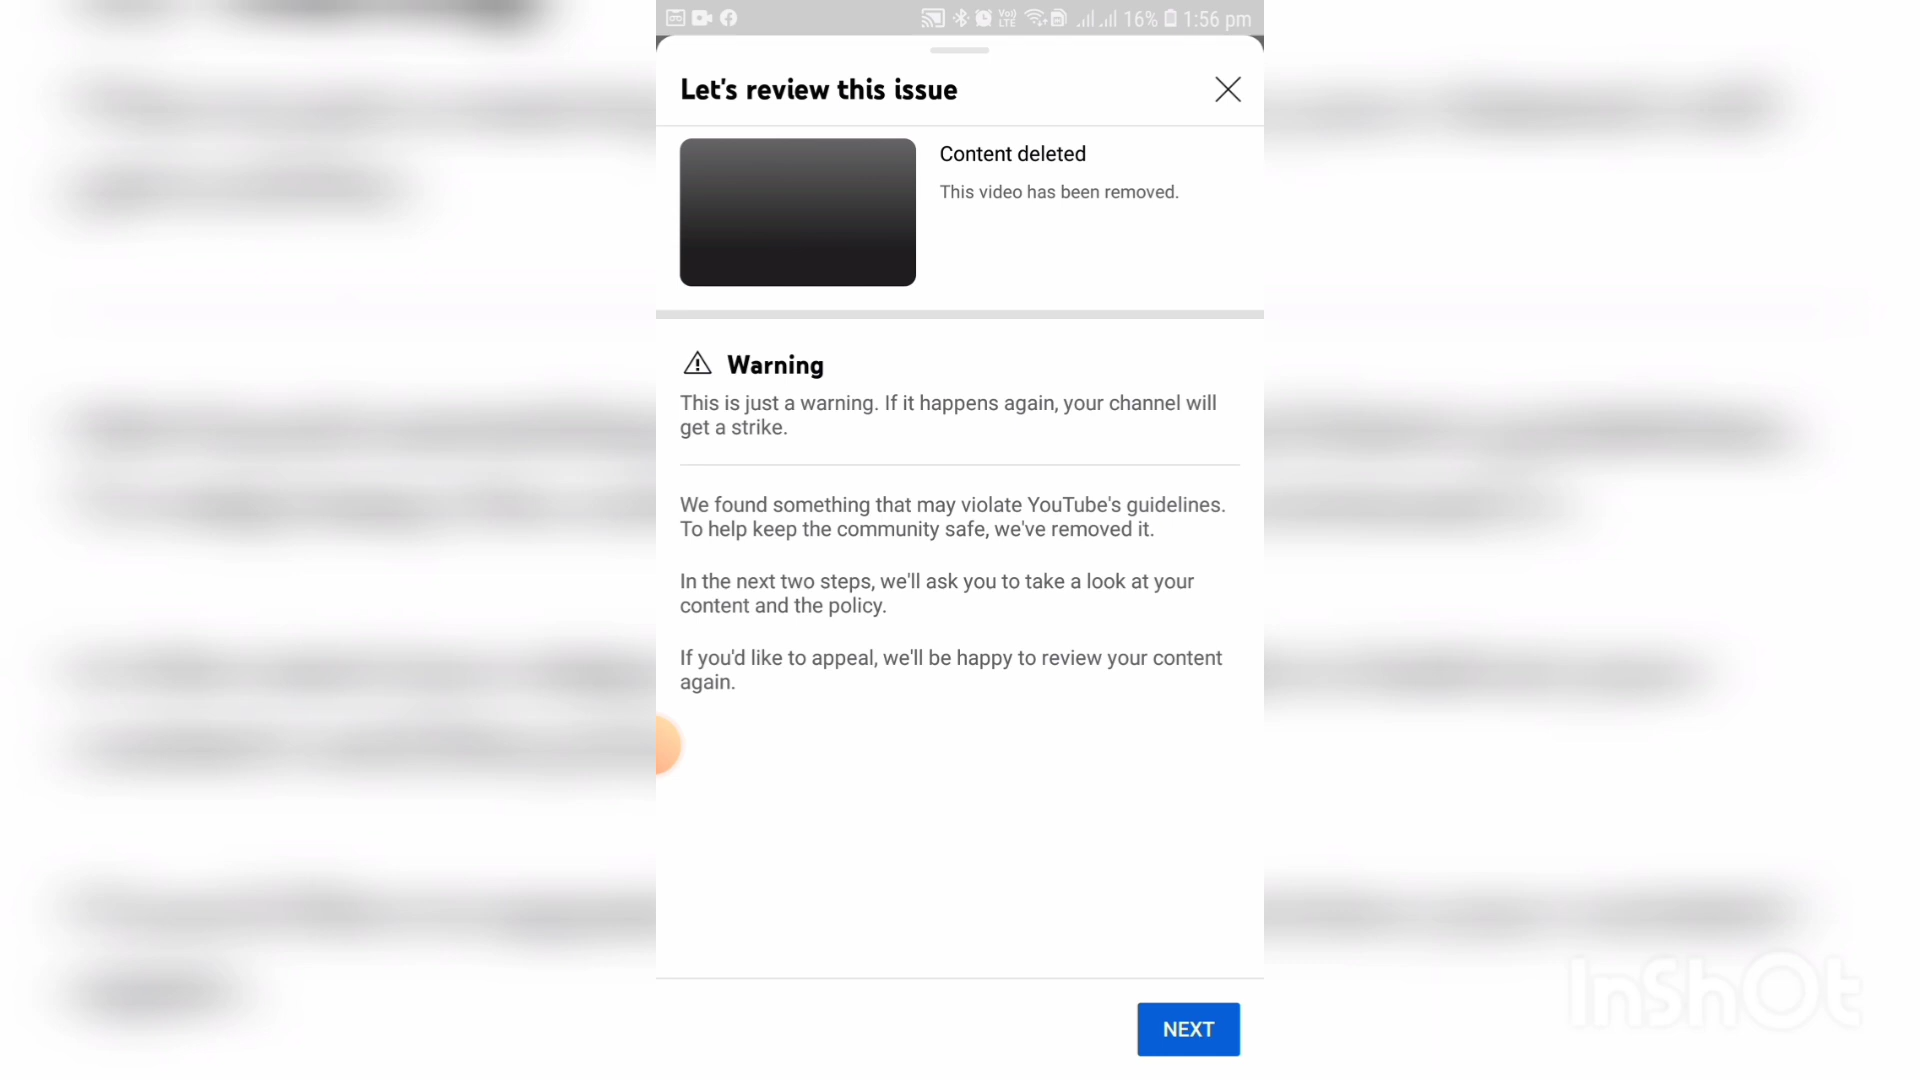 Vo)) LTE 16% 1:56 pm
Let's review this issue
Content deleted
This video has been removed.
Warning
This is just a warning. If it happens again, your channel will
get a strike.
We found something that may violate YouTube's guidelines.
To help keep the community safe, we've removed it.
In the next two steps, we'll ask you to take a look at your
content and the policy.
If you'd like to appeal, we'll be happy to review your content
again.
NEXT
InShOt